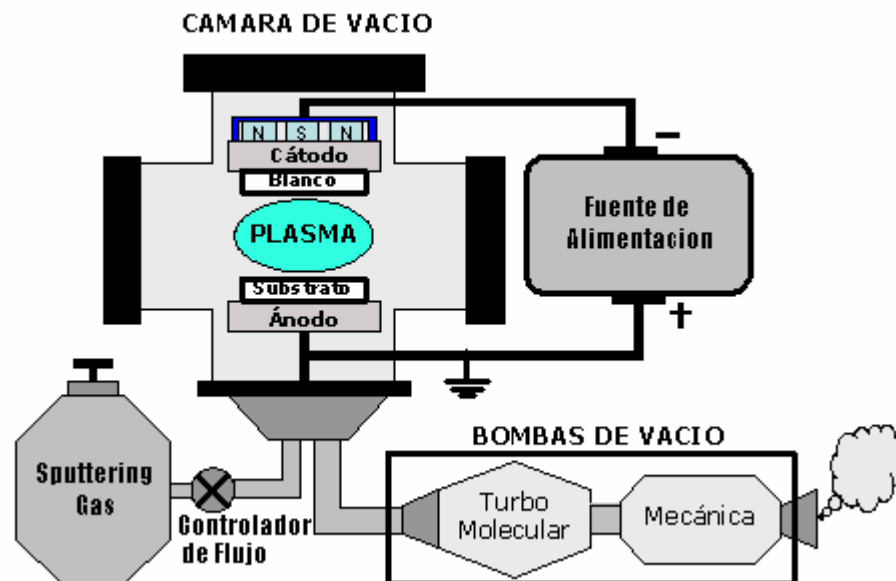 CAMARA DE VACIO
N S N
Cátodo
Blanco
PLASMA
Substrato
Ánodo
−
Fuente de
Alimentacion
+
Sputtering
Gas
Controlador
de Flujo
BOMBAS DE VACIO
Turbo
Molecular
Mecánica